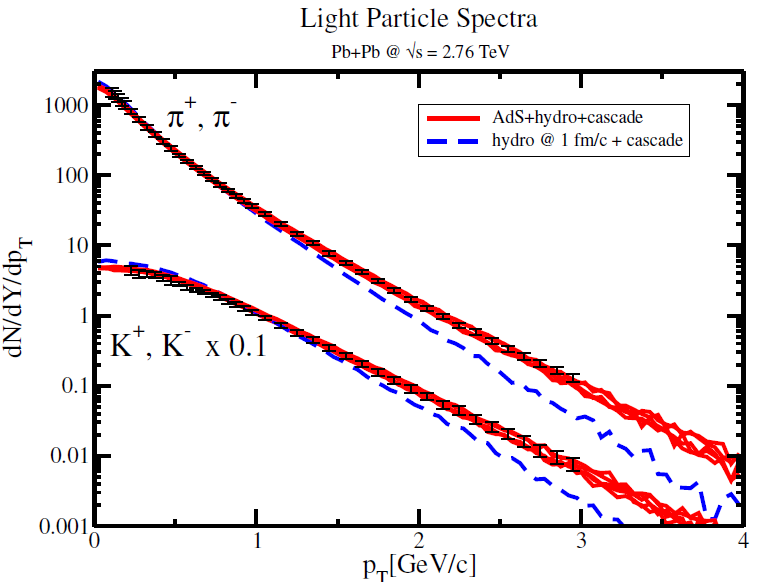 Light Particle Spectra
Pb+Pb @ √s = 2.76 TeV
1000
100
10
1
0.1
0.01
0.001
dN/dY/dp_T
π⁺, π⁻
AdS+hydro+cascade
hydro @ 1 fm/c + cascade
K⁺, K⁻ x 0.1
0 1 2 3 4
p_T[GeV/c]